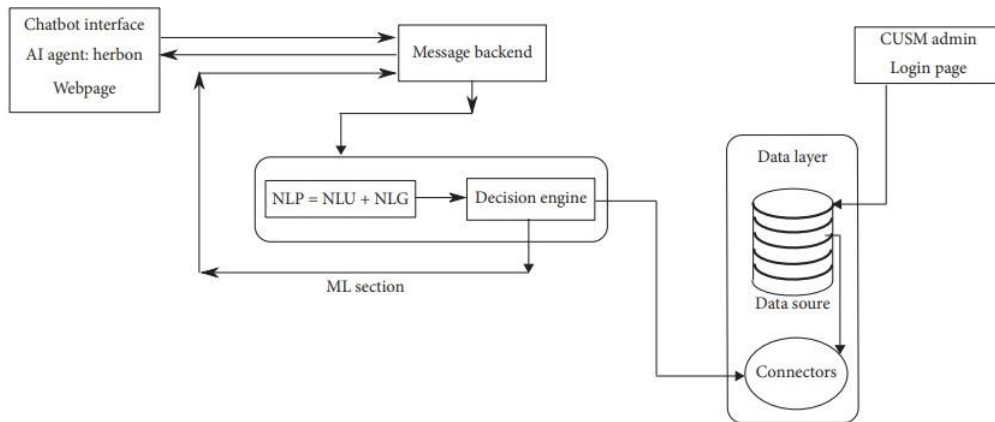 Chatbot interface
AI agent: herbon
Webpage
Message backend
CUSM admin
Login page
NLP = NLU + NLG
Decision engine
ML section
Data layer
Data soure
Connectors